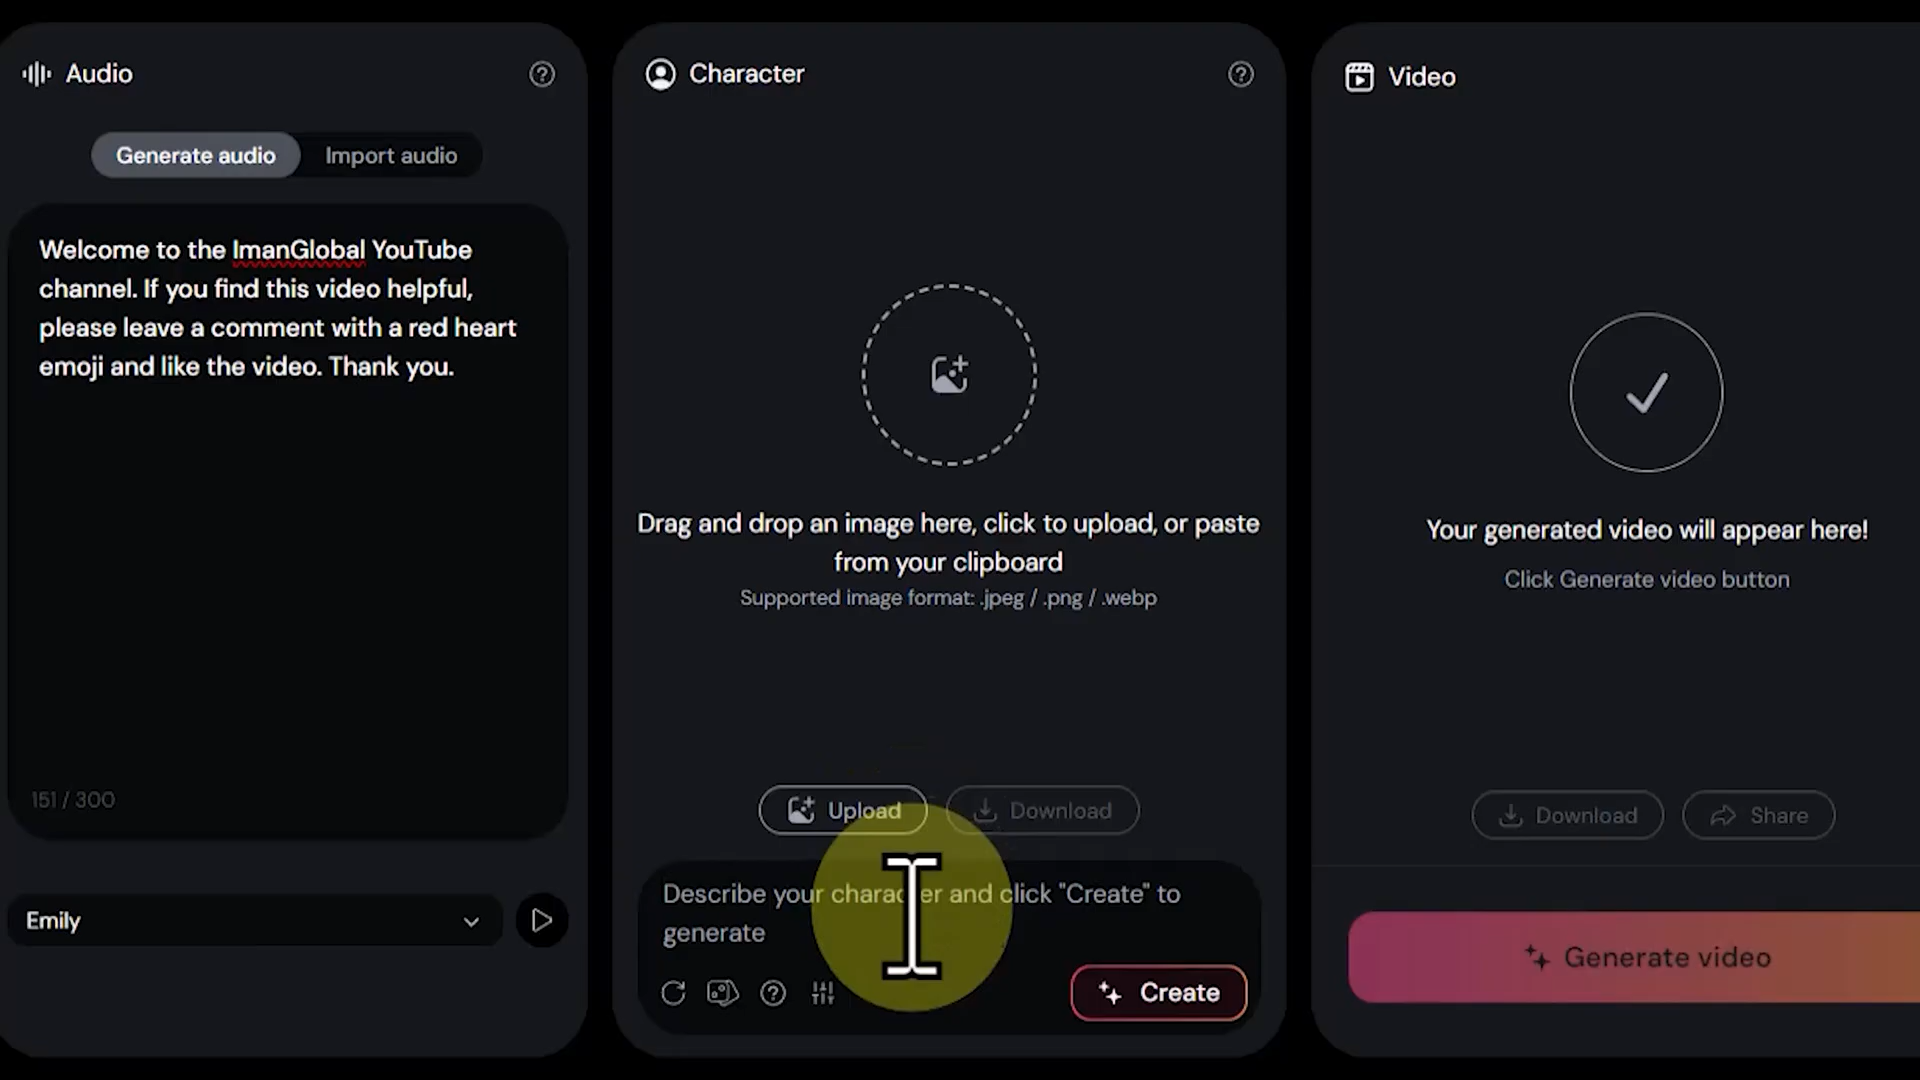 Audio
Generate audio
Import audio
Welcome to the ImanGlobal YouTube
channel. If you find this video helpful,
please leave a comment with a red heart
emoji and like the video. Thank you.
151 / 300
Emily
Character
Drag and drop an image here, click to upload, or paste
from your clipboard
Supported image format: .jpeg / .png / .webp
Upload
Download
Describe your character and click "Create" to
generate
Create
Video
Your generated video will appear here!
Click Generate video button
Download
Share
Generate video